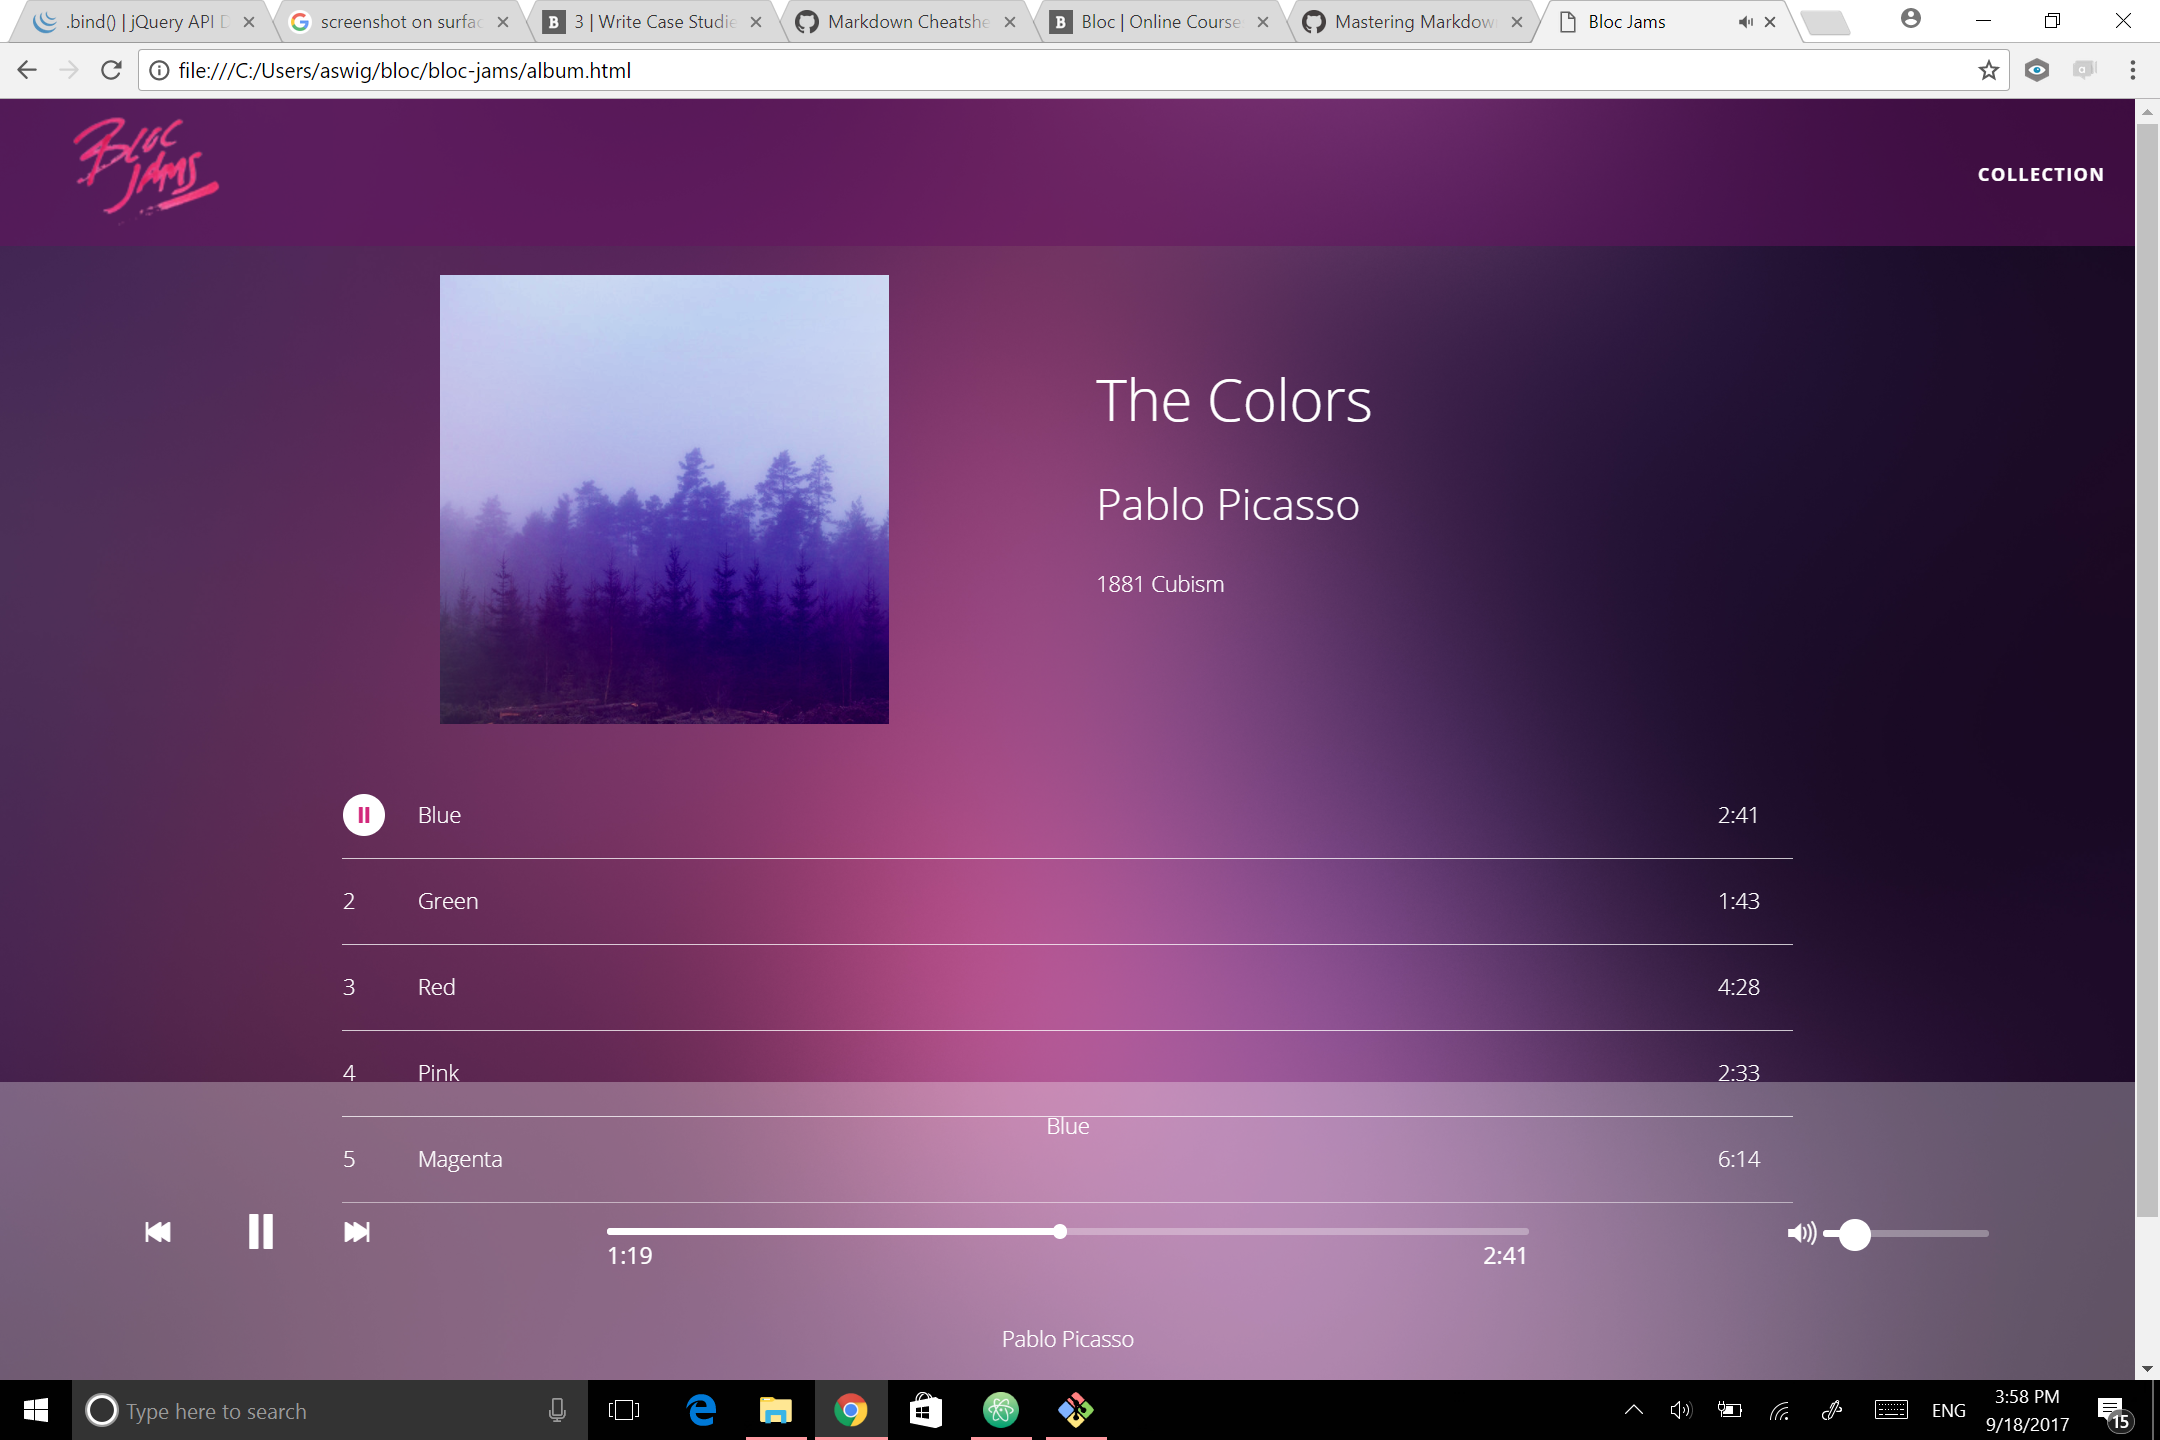 .bind() | jQuery API D
screenshot on surfac
3 | Write Case Studie
Markdown Cheatshe
Bloc | Online Course
Mastering Markdow
Bloc Jams
file:///C:/Users/aswig/bloc/bloc-jams/album.html
BLOC
JAMS
COLLECTION
The Colors
Pablo Picasso
1881 Cubism
Blue 2:41
2 Green 1:43
3 Red 4:28
4 Pink 2:33
Blue
5 Magenta 6:14
1:19 2:41
Pablo Picasso
Type here to search
ENG
3:58 PM
9/18/2017
15